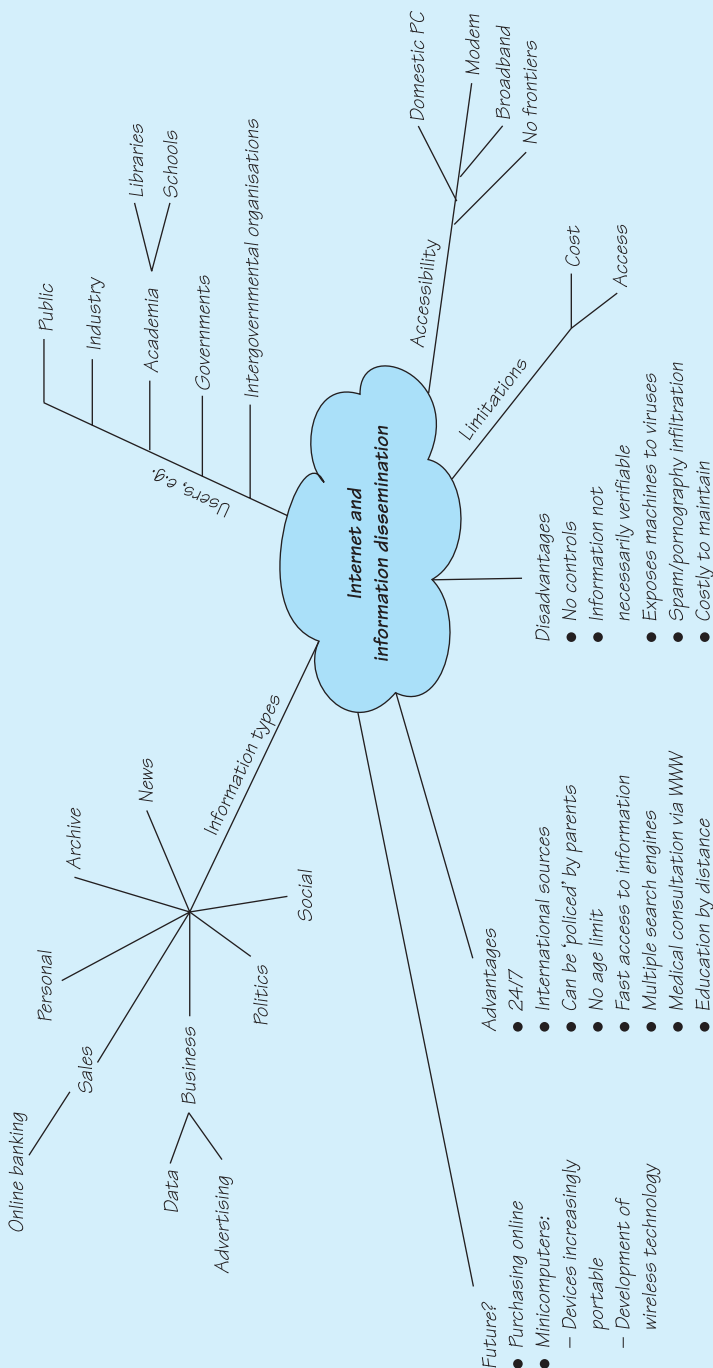 Internet and
information dissemination
Information types
News
Archive
Personal
Sales
Online banking
Business
Data
Advertising
Politics
Social
Users, e.g.
Public
Industry
Academia
Libraries
Schools
Governments
Intergovernmental organisations
Accessibility
Domestic PC
Modem
Broadband
No frontiers
Limitations
Cost
Access
Disadvantages
● No controls
● Information not
necessarily verifiable
● Exposes machines to viruses
● Spam/pornography infiltration
● Costly to maintain
Advantages
● 24/7
● International sources
● Can be ‘policed’ by parents
● No age limit
● Fast access to information
● Multiple search engines
● Medical consultation via WWW
● Education by distance
Future?
● Purchasing online
● Minicomputers:
– Devices increasingly
portable
– Development of
wireless technology